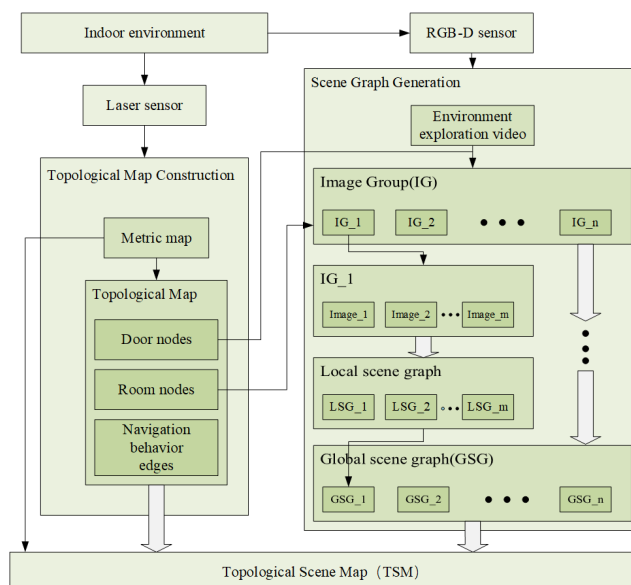 Indoor environment
RGB-D sensor
Laser sensor
Scene Graph Generation
Environment
exploration video
Topological Map Construction
Metric map
Topological Map
Door nodes
Room nodes
Navigation
behavior
edges
Image Group(IG)
IG_1 IG_2 • • • IG_n
IG_1
Image_1 Image_2 ••• Image_m
Local scene graph
LSG_1 LSG_2 ••• LSG_m
Global scene graph(GSG)
GSG_1 GSG_2 • • • GSG_n
Topological Scene Map（TSM）